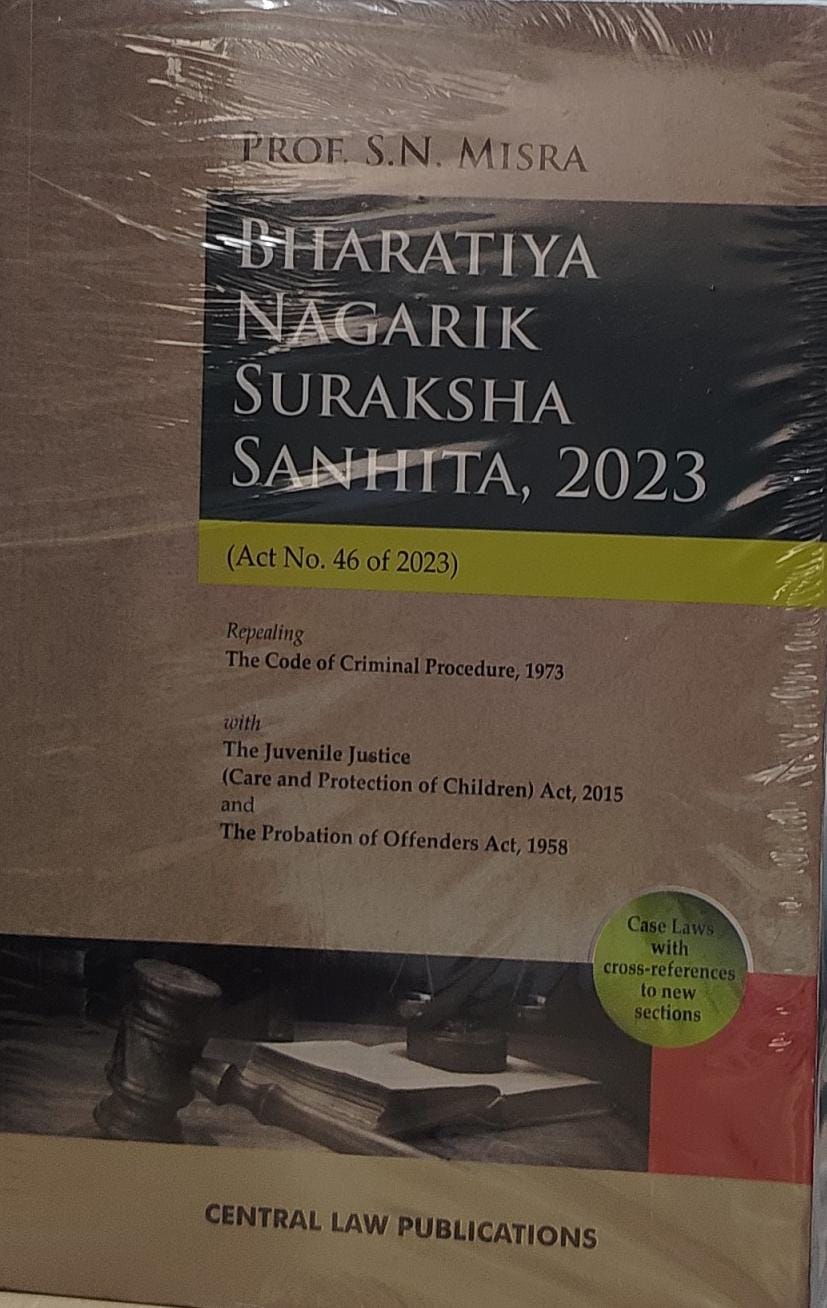 PROF. S.N. MISRA
BHARATIYA
NAGARIK
SURAKSHA
SANHITA, 2023
(Act No. 46 of 2023)
Repealing
The Code of Criminal Procedure, 1973
with
The Juvenile Justice
(Care and Protection of Children) Act, 2015
and
The Probation of Offenders Act, 1958
Case Laws
with
cross-references
to new
sections
CENTRAL LAW PUBLICATIONS